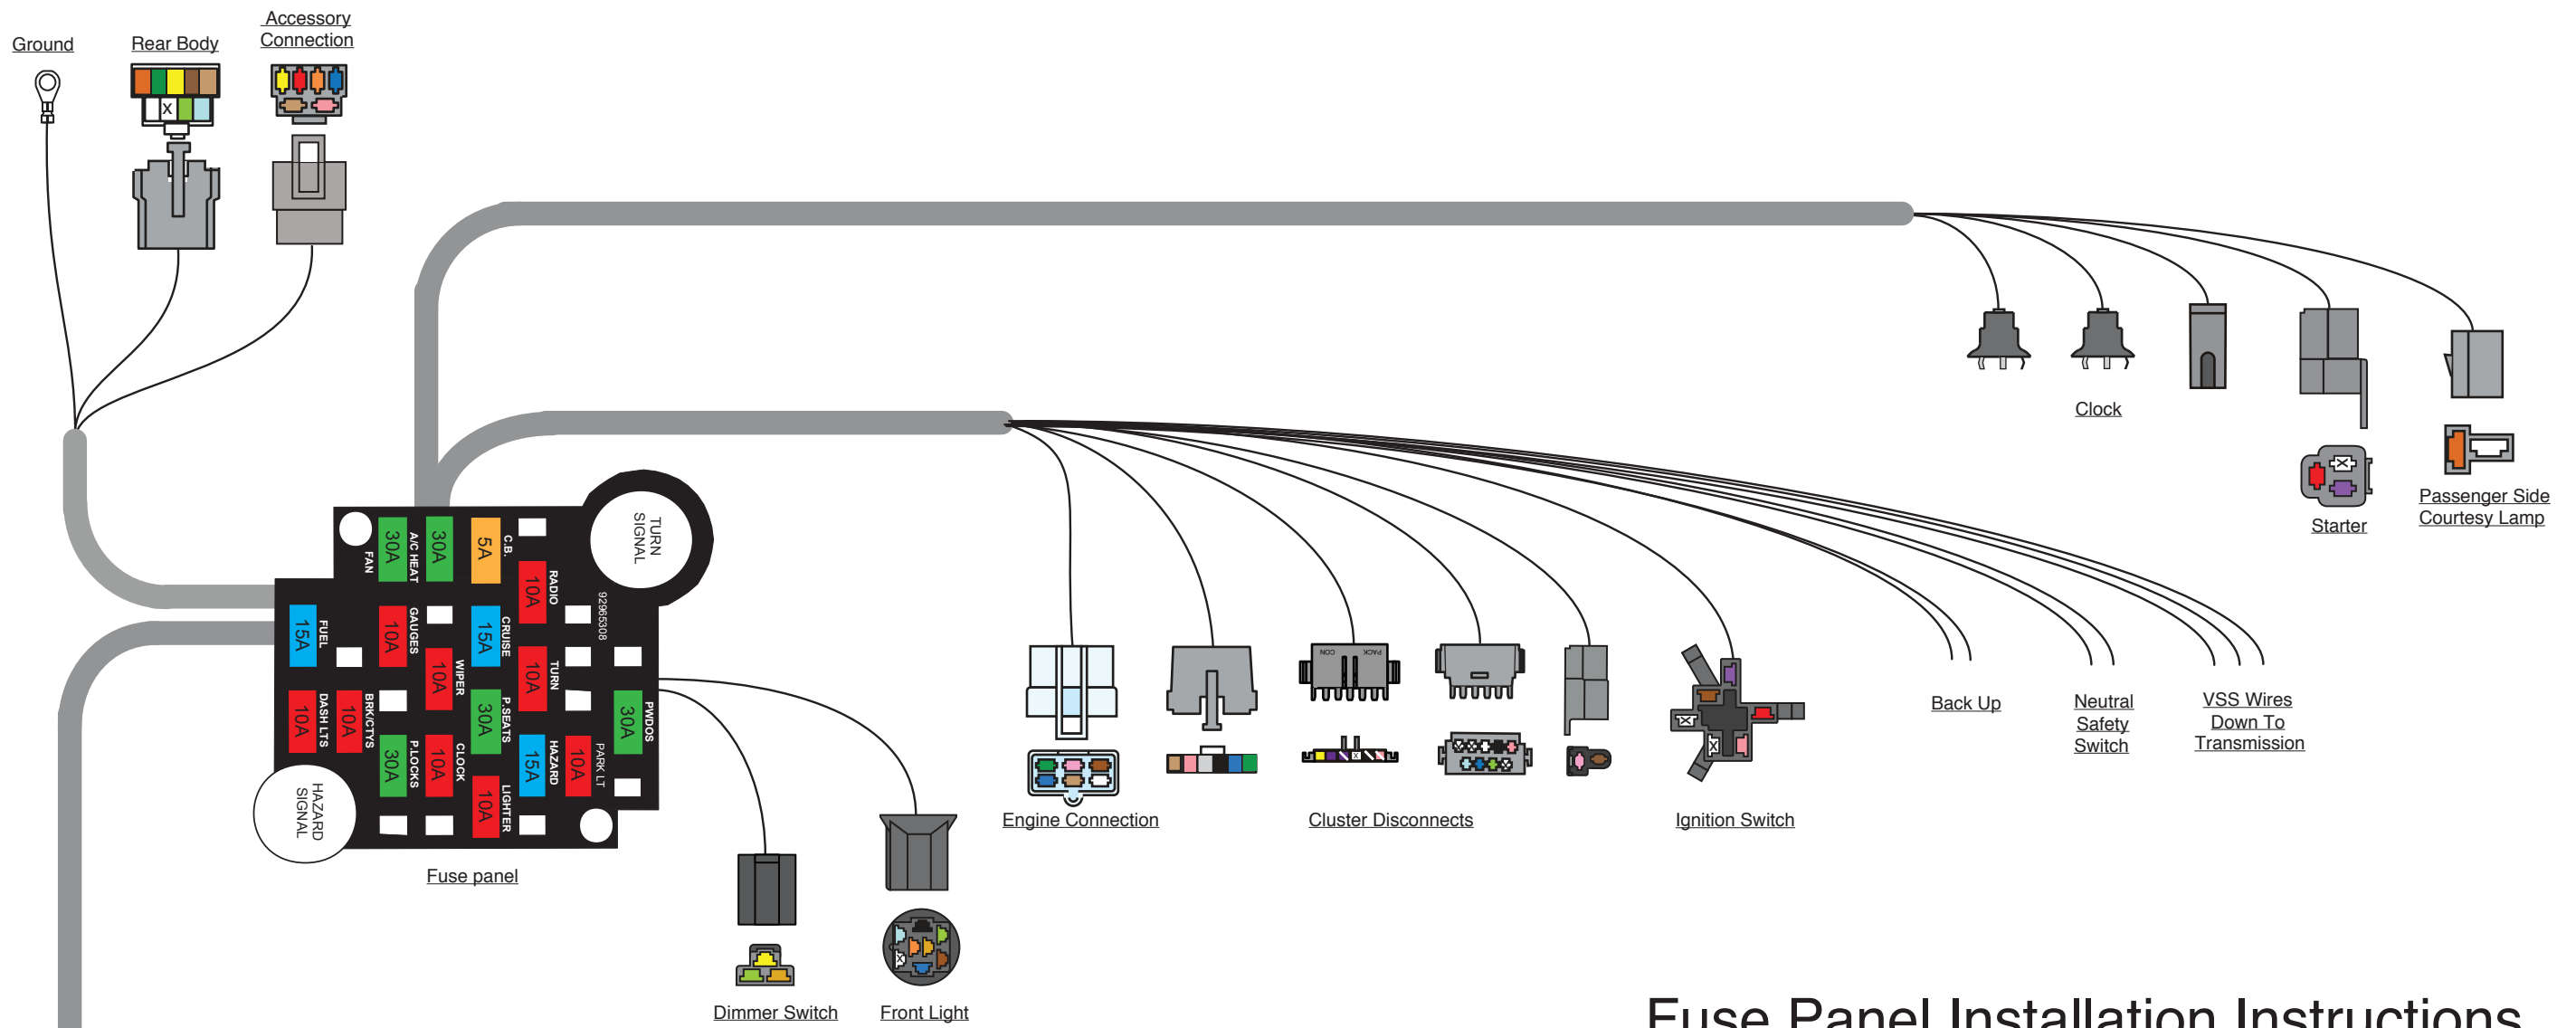 Ground
Rear Body
Accessory
Connection
X
Clock
X
Starter
Passenger Side
Courtesy Lamp
TURN
SIGNAL
30A
FAN
30A
A/C HEAT
5A
C.B.
10A
RADIO
92965308
15A
FUEL
10A
GAUGES
10A
WIPER
15A
CRUISE
10A
TURN
10A
DASH LTS
10A
BRK/CTYS
30A
P.LOCKS
10A
CLOCK
30A
P.SEATS
10A
LIGHTER
15A
HAZARD
10A
PARK LT
30A
PWDOS
HAZARD
SIGNAL
Fuse panel
PACK
CON
X
X
X
X
Engine Connection
Cluster Disconnects
Ignition Switch
Back Up
Neutral
Safety
Switch
VSS Wires
Down To
Transmission
X
Dimmer Switch
Front Light
Fuse Panel Installation Instructions